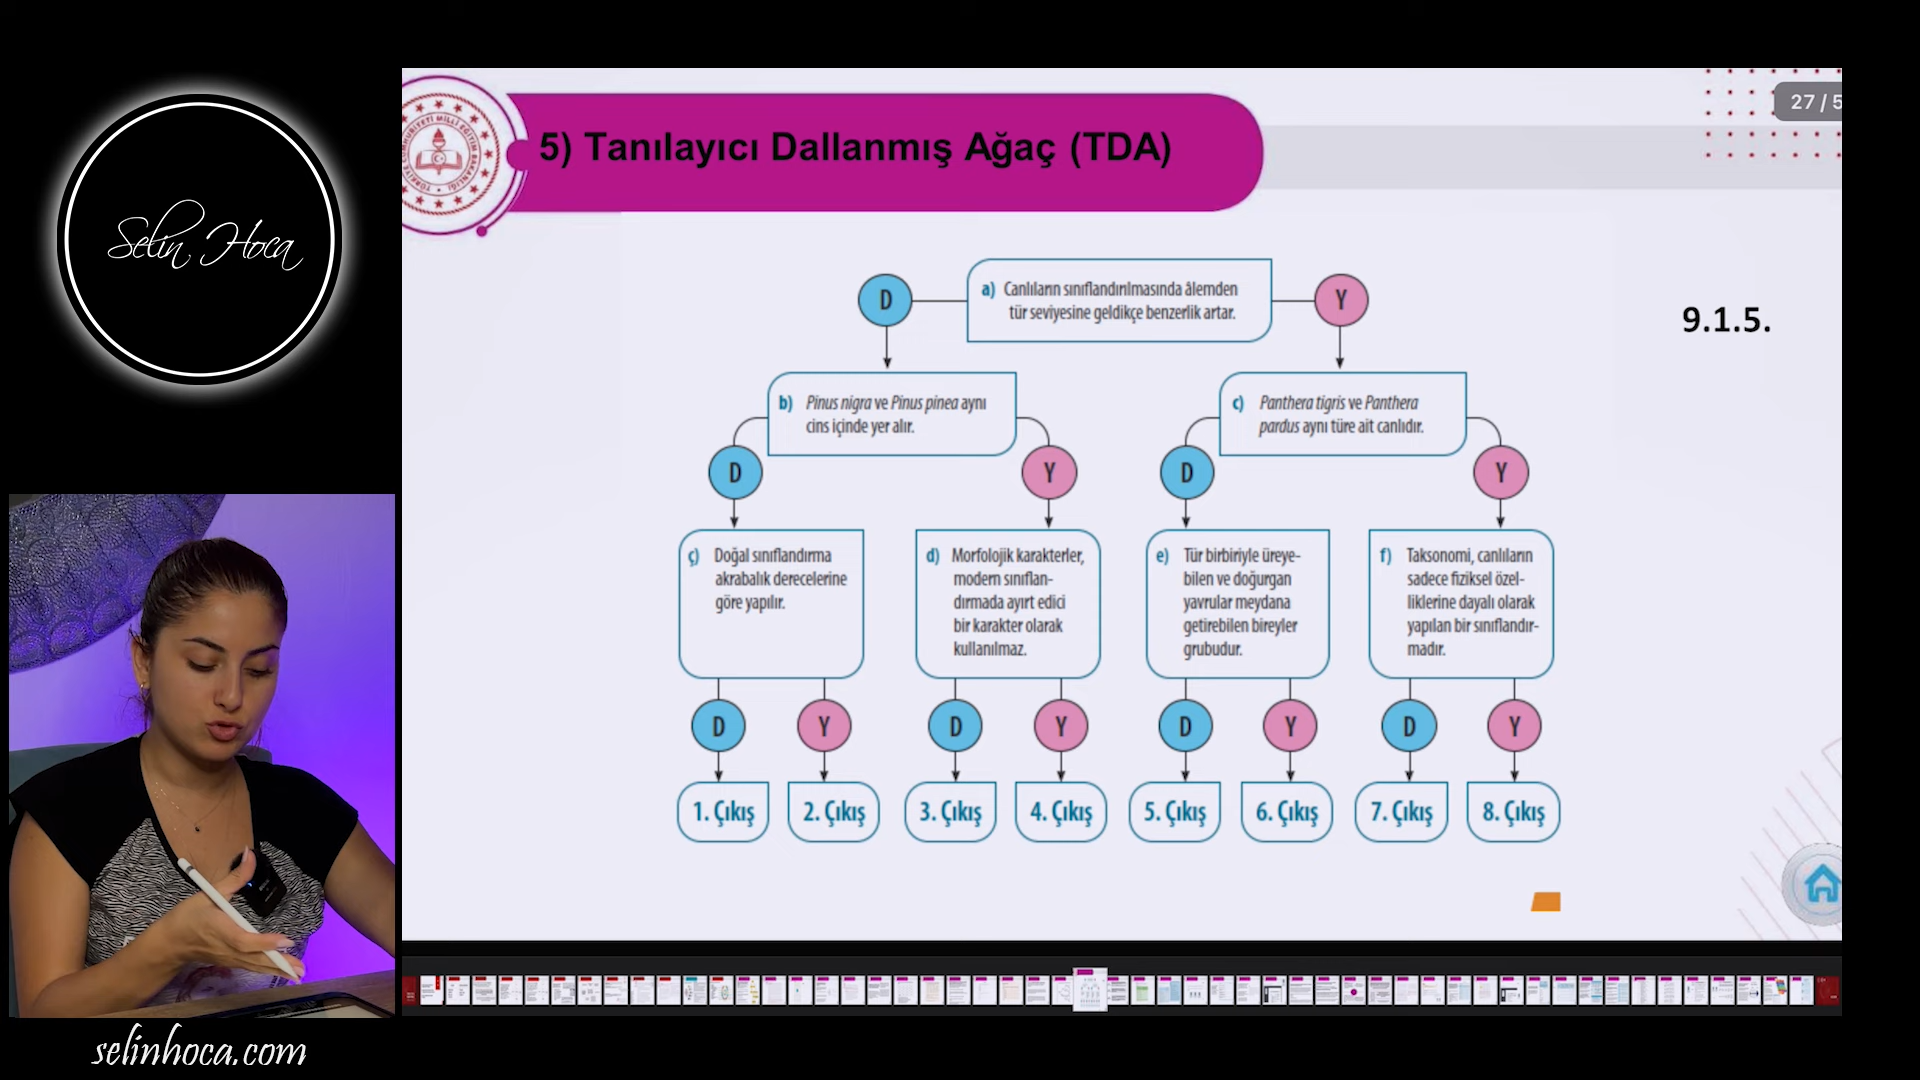 Selin Hoca
5) Tanılayıcı Dallanmış Ağaç (TDA)
27 / 5
9.1.5.
D
a) Canlıların sınıflandırılmasında âlemden
tür seviyesine geldikçe benzerlik artar.
Y
b) Pinus nigra ve Pinus pinea aynı
cins içinde yer alır.
c) Panthera tigris ve Panthera
pardus aynı türe ait canlıdır.
D
Y
D
Y
ç) Doğal sınıflandırma
akrabalık derecelerine
göre yapılır.
d) Morfolojik karakterler,
modern sınıflan-
dırmada ayırt edici
bir karakter olarak
kullanılmaz.
e) Tür birbiriyle üreye-
bilen ve doğurgan
yavrular meydana
getirebilen bireyler
grubudur.
f) Taksonomi, canlıların
sadece fiziksel özel-
liklerine dayalı olarak
yapılan bir sınıflandır-
madır.
D
Y
D
Y
D
Y
D
Y
1. Çıkış
2. Çıkış
3. Çıkış
4. Çıkış
5. Çıkış
6. Çıkış
7. Çıkış
8. Çıkış
selinhoca.com